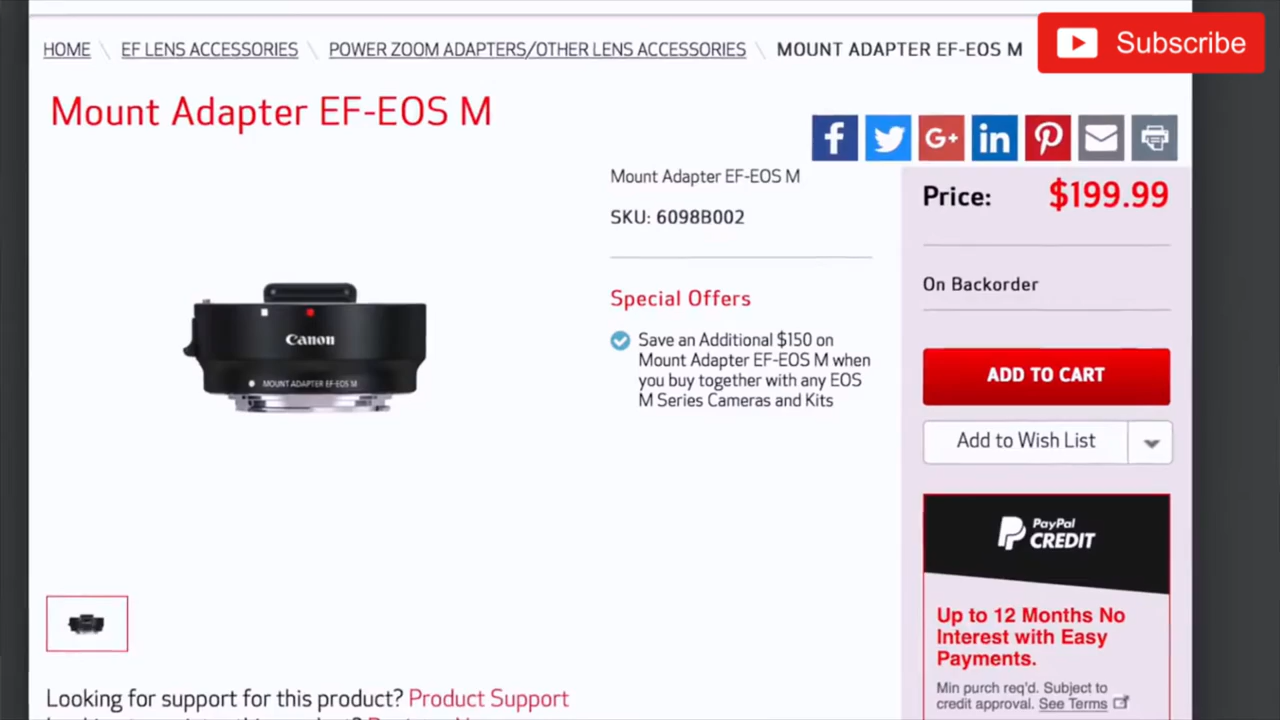 HOME \ EF LENS ACCESSORIES \ POWER ZOOM ADAPTERS/OTHER LENS ACCESSORIES \ MOUNT ADAPTER EF-EOS M
Subscribe
Mount Adapter EF-EOS M
f G+ in
Mount Adapter EF-EOS M
SKU: 6098B002
Special Offers
Save an Additional $150 on
Mount Adapter EF-EOS M when
you buy together with any EOS
M Series Cameras and Kits
Canon
MOUNT ADAPTER EF-EOS M
Price: $199.99
On Backorder
ADD TO CART
Add to Wish List
PayPal
CREDIT
Up to 12 Months No
Interest with Easy
Payments.
Min purch req'd. Subject to
credit approval. See Terms
Looking for support for this product? Product Support